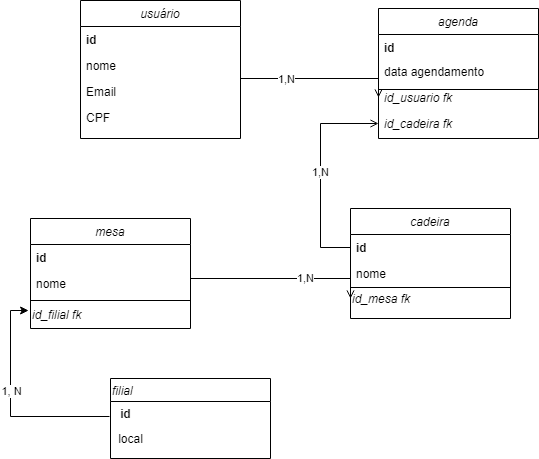 usuário
id
nome
Email
CPF
agenda
id
data agendamento
id_usuario fk
id_cadeira fk
1,N
1,N
mesa
id
nome
id_filial fk
cadeira
id
nome
id_mesa fk
1,N
1, N
filial
id
local